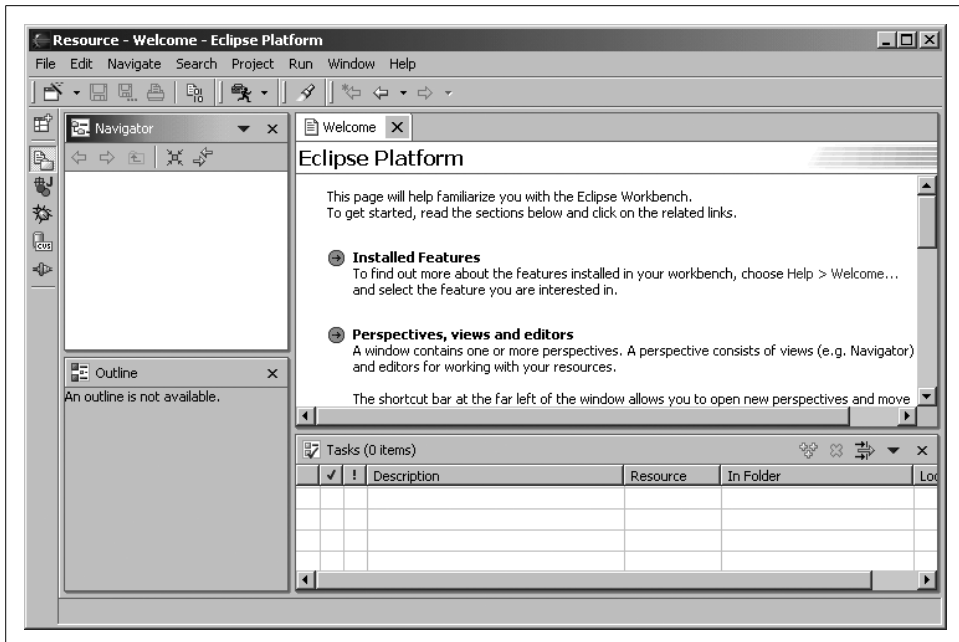 Resource - Welcome - Eclipse Platform
File Edit Navigate Search Project Run Window Help
Navigator
Welcome
Eclipse Platform
This page will help familiarize you with the Eclipse Workbench.
To get started, read the sections below and click on the related links.
Installed Features
To find out more about the features installed in your workbench, choose Help > Welcome...
and select the feature you are interested in.
Perspectives, views and editors
A window contains one or more perspectives. A perspective consists of views (e.g. Navigator)
and editors for working with your resources.
The shortcut bar at the far left of the window allows you to open new perspectives and move
CVS
Outline
An outline is not available.
Tasks (0 items)
! Description Resource In Folder Loc